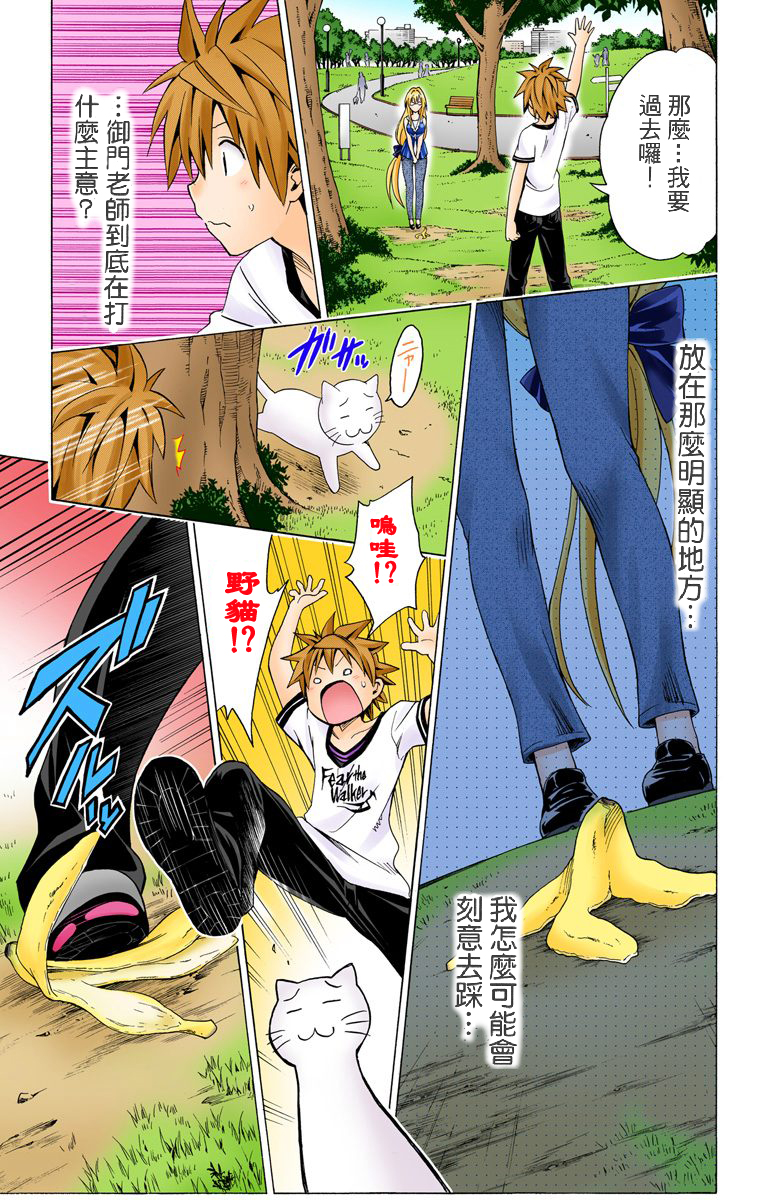 那麼…我要
過去囉！
…御門老師到底在打
什麼主意？
放在那麼明顯的地方…
ニャー
ガサッ
嗚哇!?
野貓!?
Fear the
Walker
我怎麼可能會
刻意去踩…
ズルッ